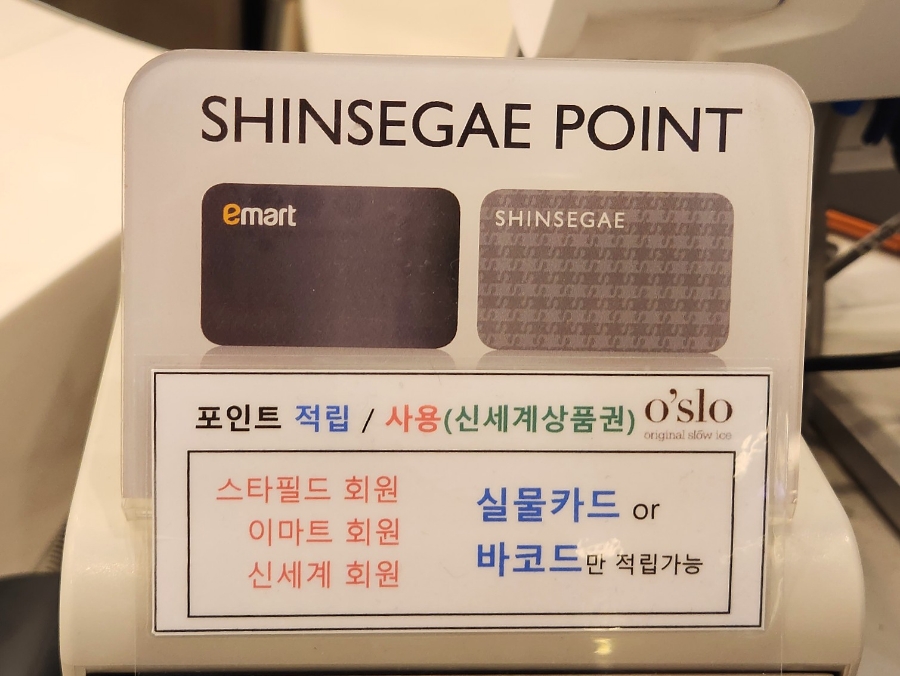 SHINSEGAE POINT
emart
SHINSEGAE
포인트 적립 / 사용(신세계상품권) o'slo
original slöw ice
스타필드 회원
이마트 회원
신세계 회원
실물카드 or
바코드만 적립가능